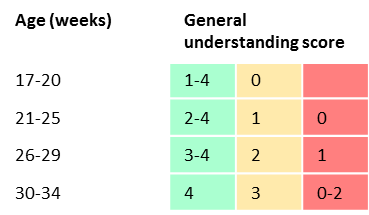 Age (weeks) General
understanding score
17-20 1-4 0
21-25 2-4 1 0
26-29 3-4 2 1
30-34 4 3 0-2